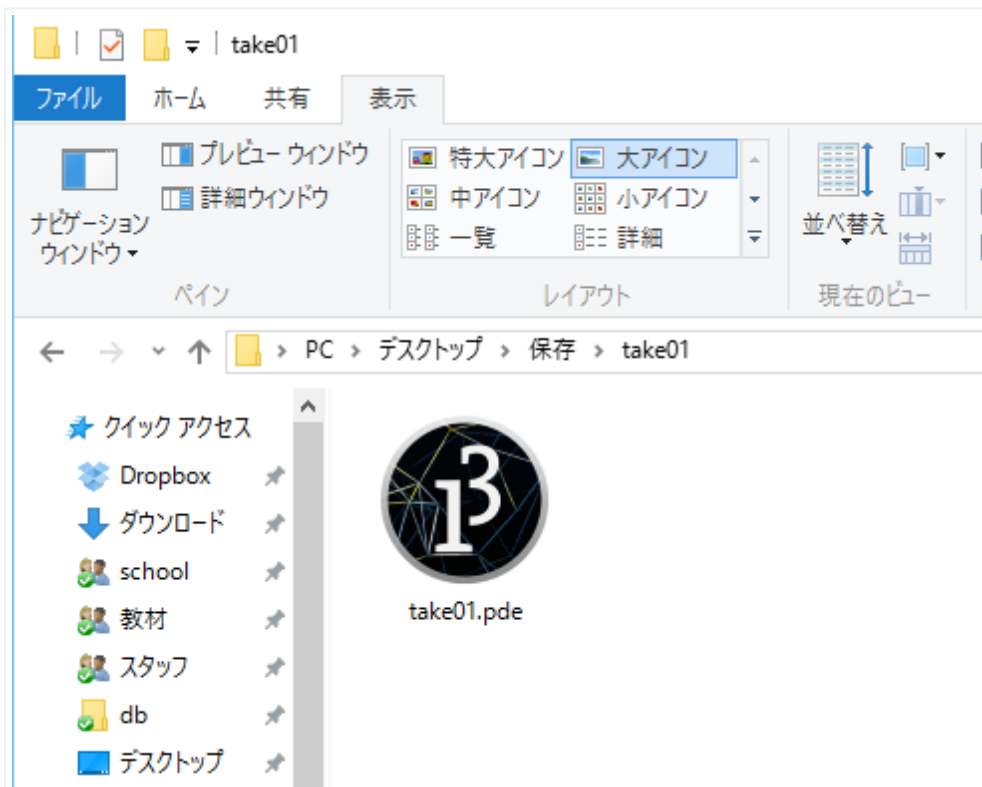 take01
ファイル ホーム 共有 表示
プレビュー ウィンドウ
詳細ウィンドウ
ナビゲーション
ウィンドウ
ペイン
特大アイコン 大アイコン
中アイコン 小アイコン
一覧 詳細
レイアウト
並べ替え
現在のビュー
PC › デスクトップ › 保存 › take01
クイック アクセス
Dropbox
ダウンロード
school
教材
スタッフ
db
デスクトップ
13
take01.pde